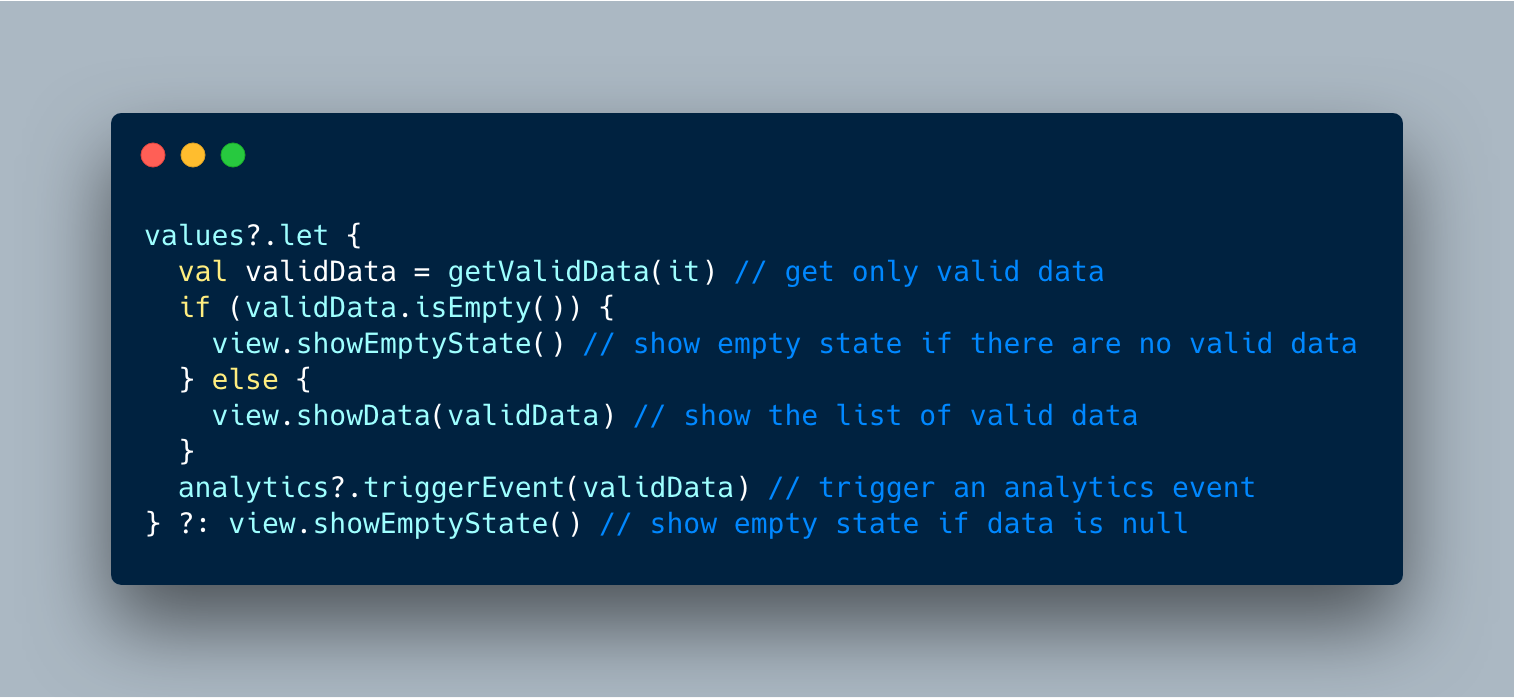 values?.let {
  val validData = getValidData(it) // get only valid data
  if (validData.isEmpty()) {
    view.showEmptyState() // show empty state if there are no valid data
  } else {
    view.showData(validData) // show the list of valid data
  }
  analytics?.triggerEvent(validData) // trigger an analytics event
} ?: view.showEmptyState() // show empty state if data is null